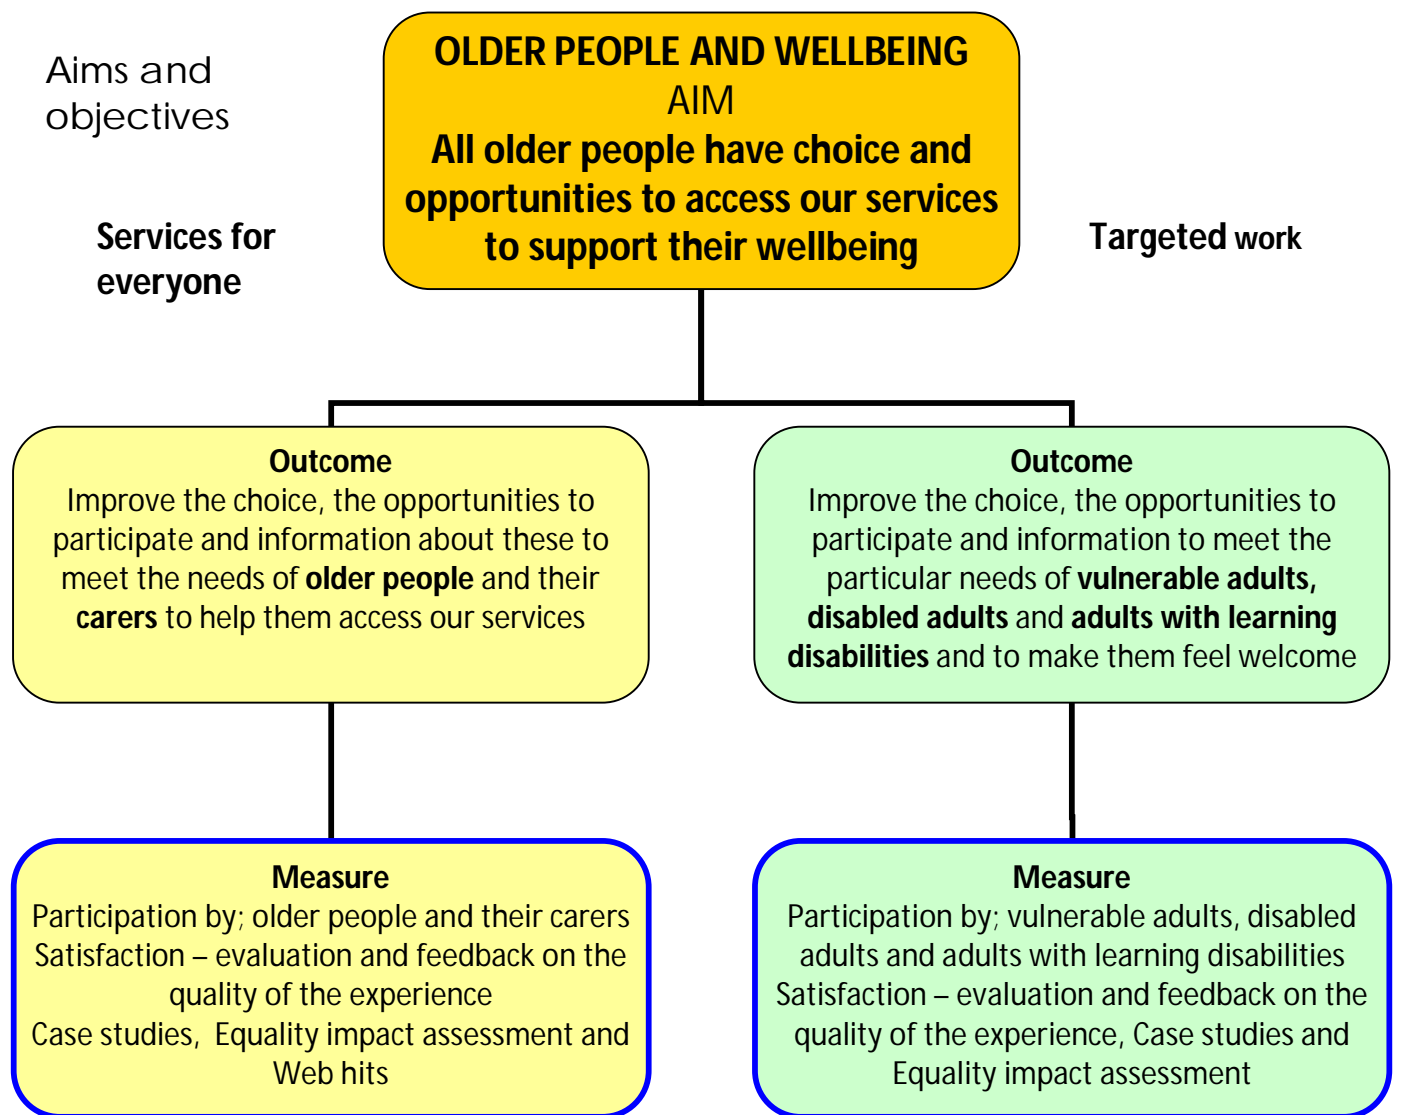 Aims and
objectives
OLDER PEOPLE AND WELLBEING
AIM
All older people have choice and
opportunities to access our services
to support their wellbeing
Services for
everyone
Targeted work
Outcome
Improve the choice, the opportunities to
participate and information about these to
meet the needs of older people and their
carers to help them access our services
Outcome
Improve the choice, the opportunities to
participate and information to meet the
particular needs of vulnerable adults,
disabled adults and adults with learning
disabilities and to make them feel welcome
Measure
Participation by; older people and their carers
Satisfaction – evaluation and feedback on the
quality of the experience
Case studies, Equality impact assessment and
Web hits
Measure
Participation by; vulnerable adults, disabled
adults and adults with learning disabilities
Satisfaction – evaluation and feedback on the
quality of the experience, Case studies and
Equality impact assessment